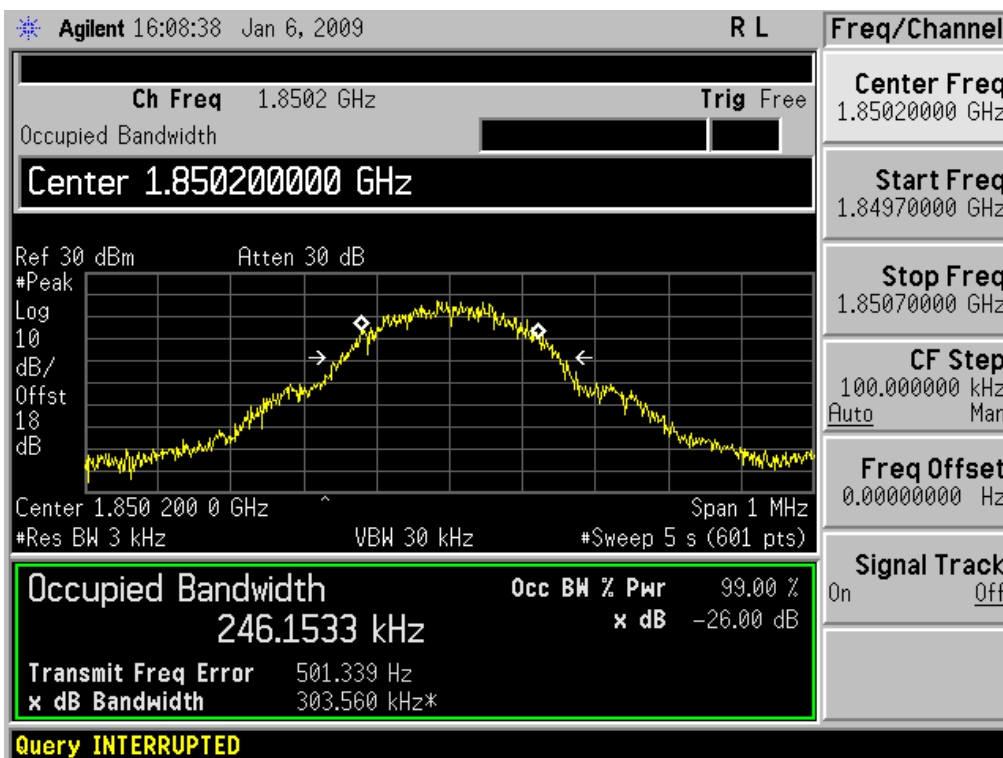 Agilent 16:08:38 Jan 6, 2009 R L
Freq/Channel
Ch Freq 1.8502 GHz Trig Free
Occupied Bandwidth
Center 1.850200000 GHz
Ref 30 dBm Atten 30 dB
#Peak
Log
10
dB/
Offst
18
dB
Center 1.850 200 0 GHz ^ Span 1 MHz
#Res BW 3 kHz VBW 30 kHz #Sweep 5 s (601 pts)
Occupied Bandwidth Occ BW % Pwr 99.00 %
246.1533 kHz x dB -26.00 dB
Transmit Freq Error 501.339 Hz
x dB Bandwidth 303.560 kHz*
Query INTERRUPTED
Center Freq
1.85020000 GHz
Start Freq
1.84970000 GHz
Stop Freq
1.85070000 GHz
CF Step
100.000000 kHz
Auto Man
Freq Offset
0.00000000 Hz
Signal Track
On Off